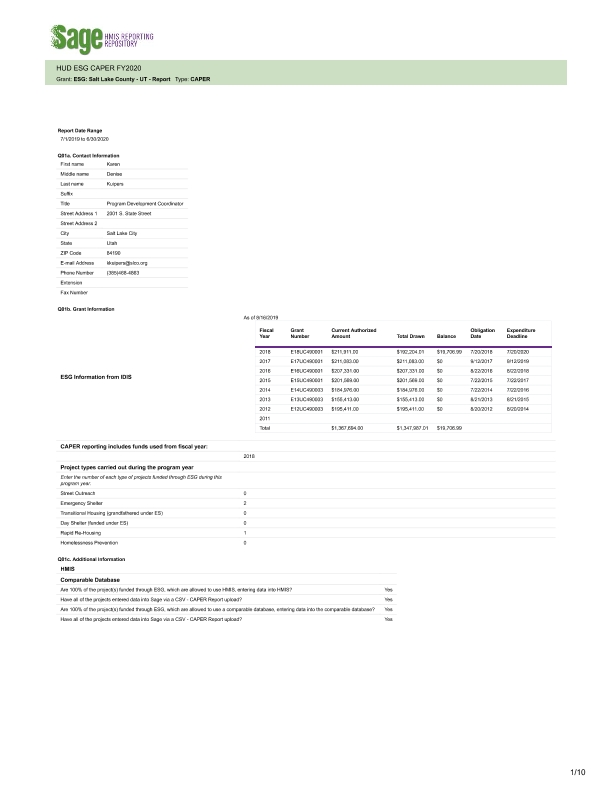 Sage HMIS REPORTING REPOSITORY
HUD ESG CAPER FY2020
Grant: ESG: Salt Lake County - UT - Report Type: CAPER
Report Date Range
7/1/2019 to 6/30/2020
Q01a. Contact Information
First name Karen
Middle name Denise
Last name Kuipers
Suffix
Title Program Development Coordinator
Street Address 1 2001 S. State Street
Street Address 2
City Salt Lake City
State Utah
ZIP Code 84190
E-mail Address kkuipers@slco.org
Phone Number (385)468-4883
Extension
Fax Number
Q01b. Grant Information
As of 8/16/2019
Fiscal Year Grant Number Current Authorized Amount Total Drawn Balance Obligation Date Expenditure Deadline
2018 E18UC490001 $211,911.00 $192,204.01 $19,706.99 7/20/2018 7/20/2020
2017 E17UC490001 $211,083.00 $211,083.00 $0 9/12/2017 9/12/2019
2016 E16UC490001 $207,331.00 $207,331.00 $0 8/22/2016 8/22/2018
ESG Information from IDIS
2015 E15UC490001 $201,569.00 $201,569.00 $0 7/22/2015 7/22/2017
2014 E14UC490003 $184,976.00 $184,976.00 $0 7/22/2014 7/22/2016
2013 E13UC490003 $155,413.00 $155,413.00 $0 8/21/2013 8/21/2015
2012 E12UC490003 $195,411.00 $195,411.00 $0 8/20/2012 8/20/2014
2011
Total $1,367,694.00 $1,347,987.01 $19,706.99
CAPER reporting includes funds used from fiscal year:
2018
Project types carried out during the program year
Enter the number of each type of projects funded through ESG during this
program year.
Street Outreach 0
Emergency Shelter 2
Transitional Housing (grandfathered under ES) 0
Day Shelter (funded under ES) 0
Rapid Re-Housing 1
Homelessness Prevention 0
Q01c. Additional Information
HMIS
Comparable Database
Are 100% of the project(s) funded through ESG, which are allowed to use HMIS, entering data into HMIS? Yes
Have all of the projects entered data into Sage via a CSV - CAPER Report upload? Yes
Are 100% of the project(s) funded through ESG, which are allowed to use a comparable database, entering data into the comparable database? Yes
Have all of the projects entered data into Sage via a CSV - CAPER Report upload? Yes
1/10